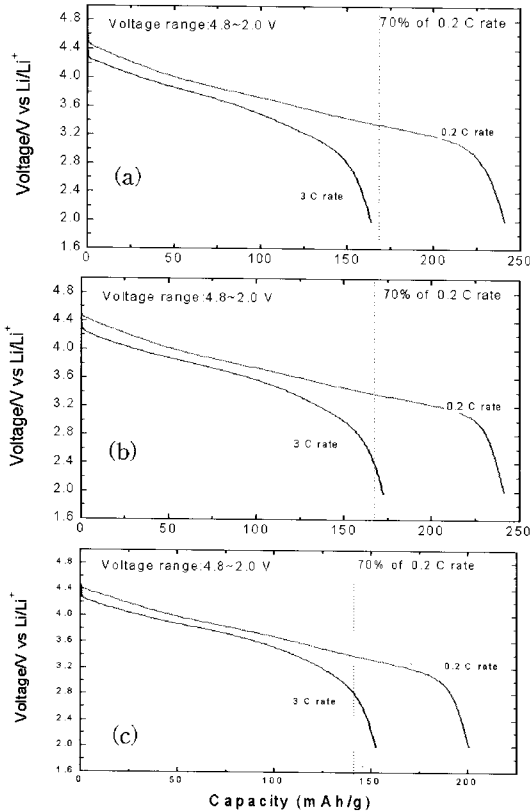 Voltage range:4.8~2.0 V
70% of 0.2 C rate
4.8
4.4
4.0
3.6
3.2
2.8
2.4
2.0
1.6
Voltage/V vs Li/Li+
0.2 C rate
3 C rate
(a)
0
50
100
150
200
250
Voltage range:4.8~2.0 V
70% of 0.2 C rate
4.8
4.4
4.0
3.6
3.2
2.8
2.4
2.0
1.6
Voltage/V vs Li/Li+
0.2 C rate
3 C rate
(b)
0
50
100
150
200
250
Voltage range:4.8~2.0 V
70% of 0.2 C rate
4.8
4.4
4.0
3.6
3.2
2.8
2.4
2.0
1.6
Voltage/V vs Li/Li+
0.2 C rate
3 C rate
(c)
0
50
100
150
200
Capacity (mAh/g)